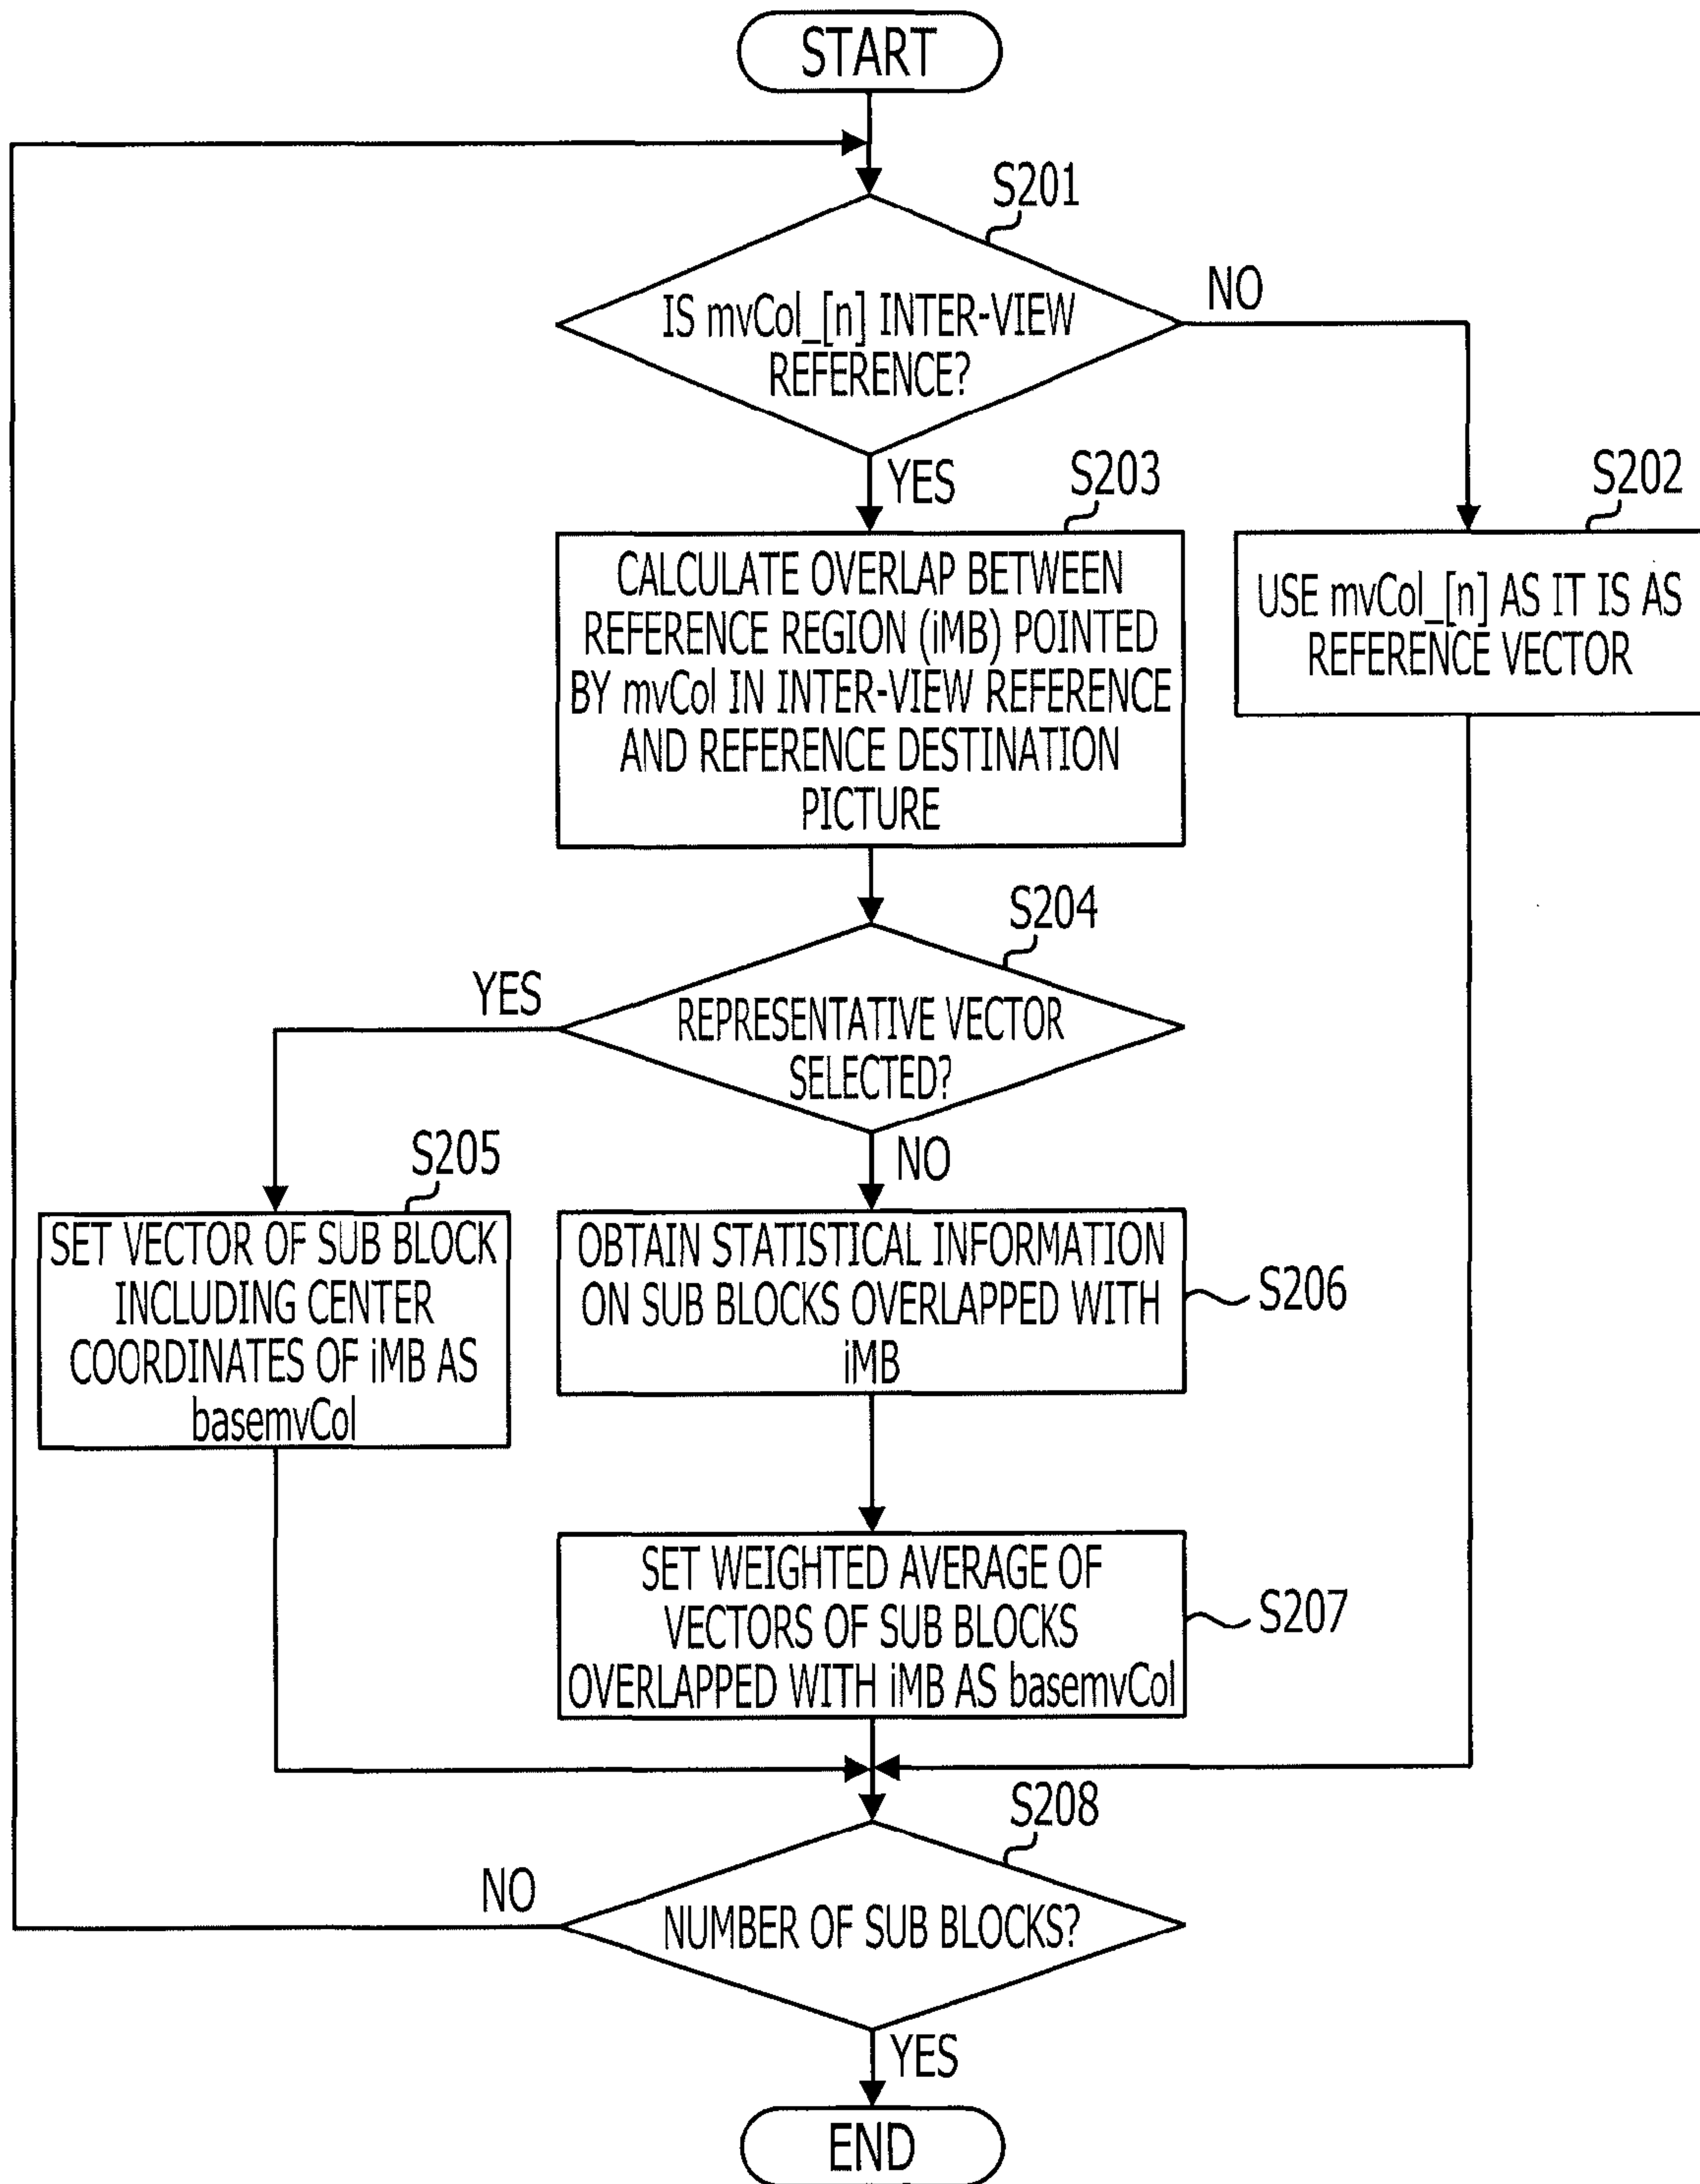 START
S201
IS mvCol_[n] INTER-VIEW
REFERENCE?
NO
YES
S203
CALCULATE OVERLAP BETWEEN
REFERENCE REGION (iMB) POINTED
BY mvCol IN INTER-VIEW REFERENCE
AND REFERENCE DESTINATION
PICTURE
S202
USE mvCol_[n] AS IT IS AS
REFERENCE VECTOR
S204
REPRESENTATIVE VECTOR
SELECTED?
YES
NO
S205
SET VECTOR OF SUB BLOCK
INCLUDING CENTER
COORDINATES OF iMB AS
basemvCol
OBTAIN STATISTICAL INFORMATION
ON SUB BLOCKS OVERLAPPED WITH
iMB
S206
SET WEIGHTED AVERAGE OF
VECTORS OF SUB BLOCKS
OVERLAPPED WITH iMB AS basemvCol
S207
S208
NUMBER OF SUB BLOCKS?
NO
YES
END